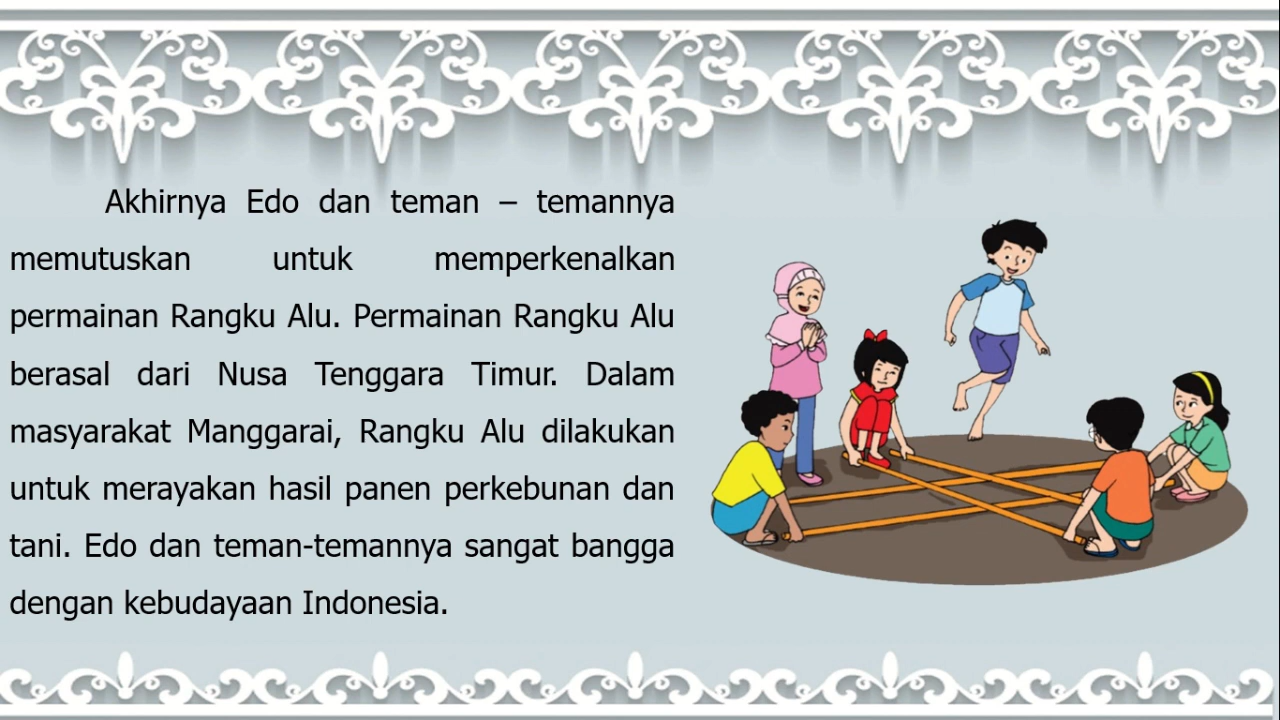 Akhirnya Edo dan teman – temannya
memutuskan untuk memperkenalkan
permainan Rangku Alu. Permainan Rangku Alu
berasal dari Nusa Tenggara Timur. Dalam
masyarakat Manggarai, Rangku Alu dilakukan
untuk merayakan hasil panen perkebunan dan
tani. Edo dan teman-temannya sangat bangga
dengan kebudayaan Indonesia.